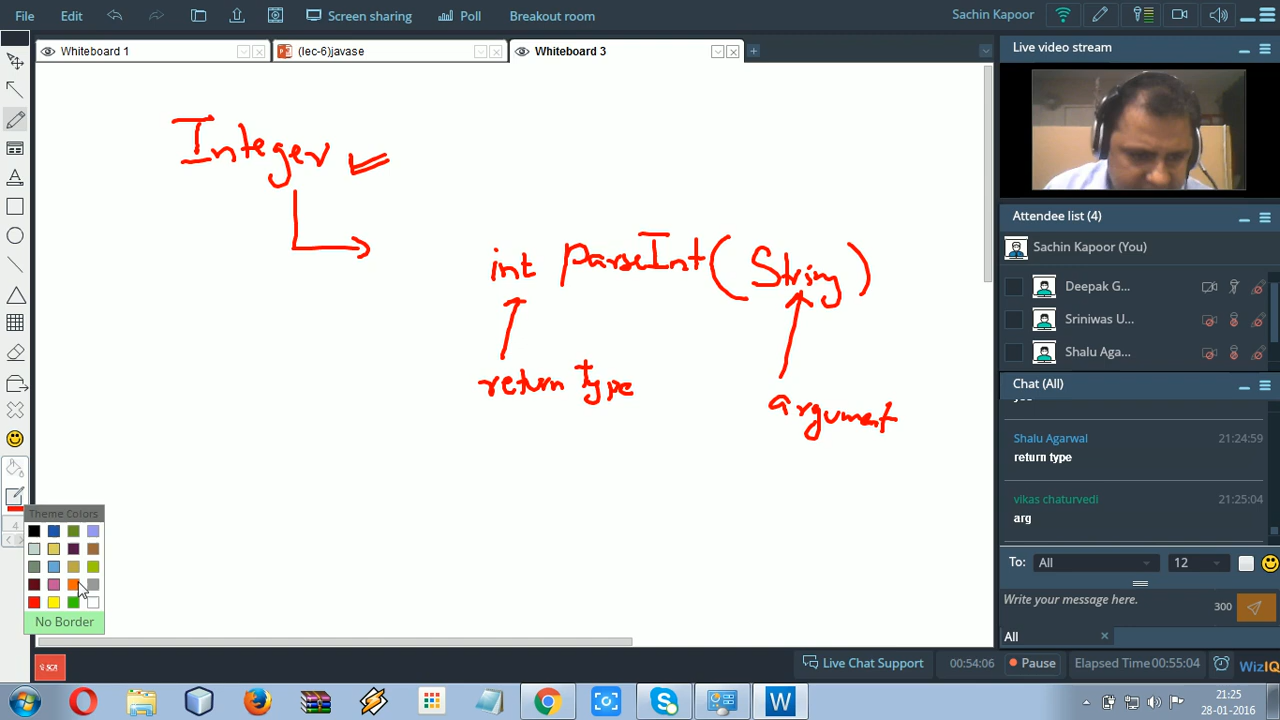 File Edit Screen sharing Poll Breakout room Sachin Kapoor
Whiteboard 1 (lec-6)javase Whiteboard 3
Live video stream
Integer
int parseInt(String)
return type
argument
Attendee list (4)
Sachin Kapoor (You)
Deepak G...
Sriniwas U...
Shalu Aga...
Chat (All)
Shalu Agarwal 21:24:59
return type
vikas chaturvedi 21:25:04
arg
To: All 12
Write your message here. 300
All
4
Theme Colors
No Border
Live Chat Support 00:54:06 Pause Elapsed Time 00:55:04 WizIQ
21:25
28-01-2016